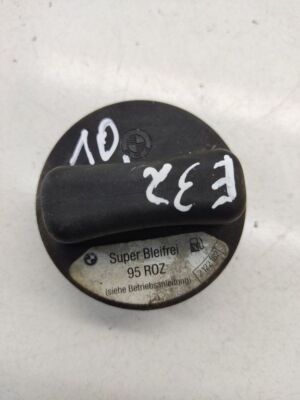 10.
E32
Super Bleifrei
95 ROZ
(siehe Betriebsanleitung)